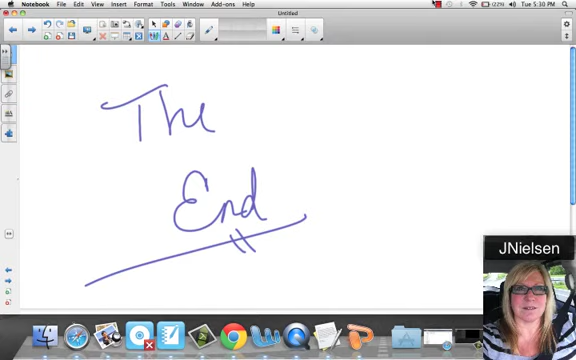 Notebook File Edit View Insert Format Tools Window Add-ons Help Tue 5:30 PM
Untitled
The
End
JNielsen